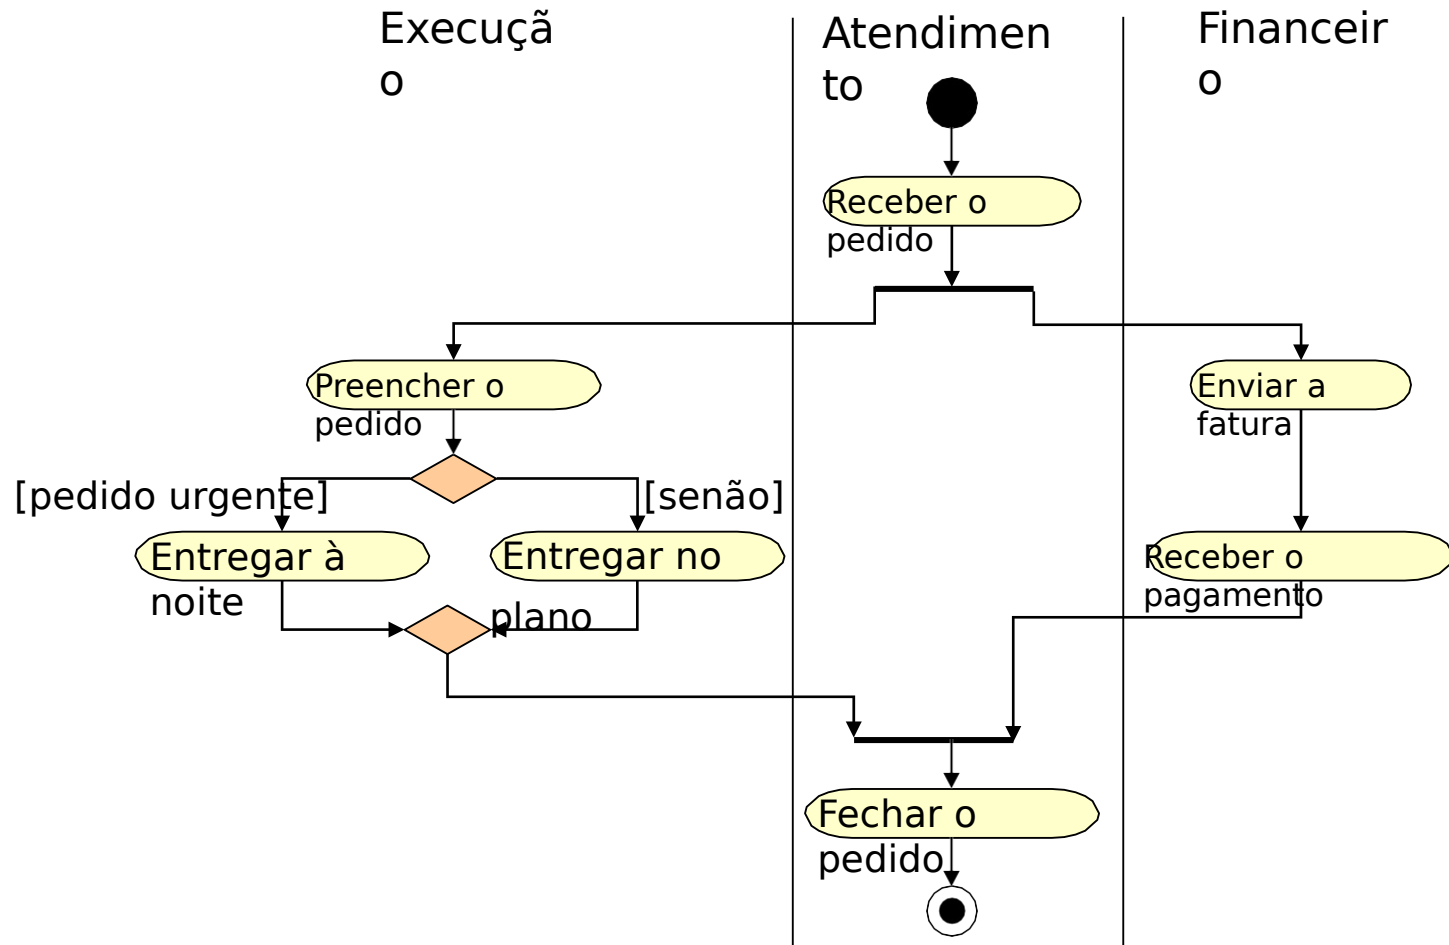 Execuçã
o
Atendimen
to
Financeir
o
Receber o
pedido
Preencher o
pedido
Enviar a
fatura
[pedido urgente]
[senão]
Entregar à
noite
Entregar no
plano
Receber o
pagamento
Fechar o
pedido